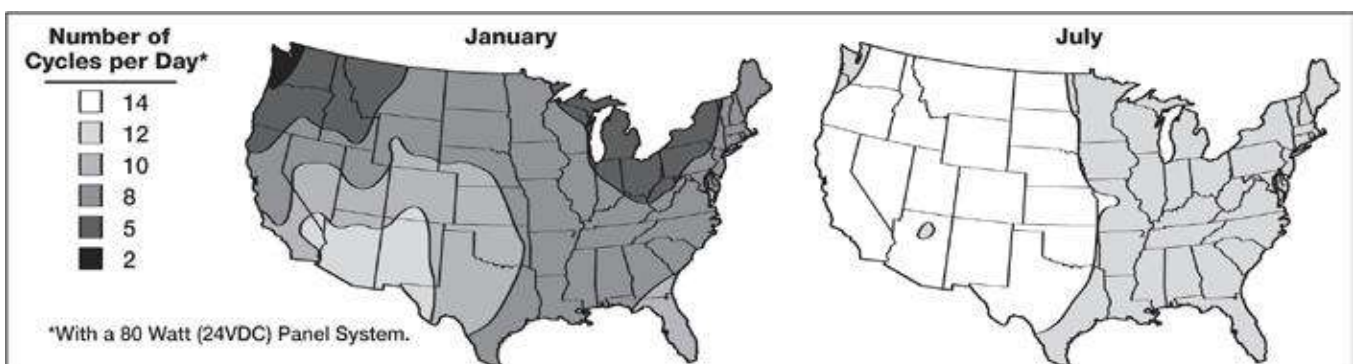 Number of
Cycles per Day*
14
12
10
8
5
2
*With a 80 Watt (24VDC) Panel System.
January
July